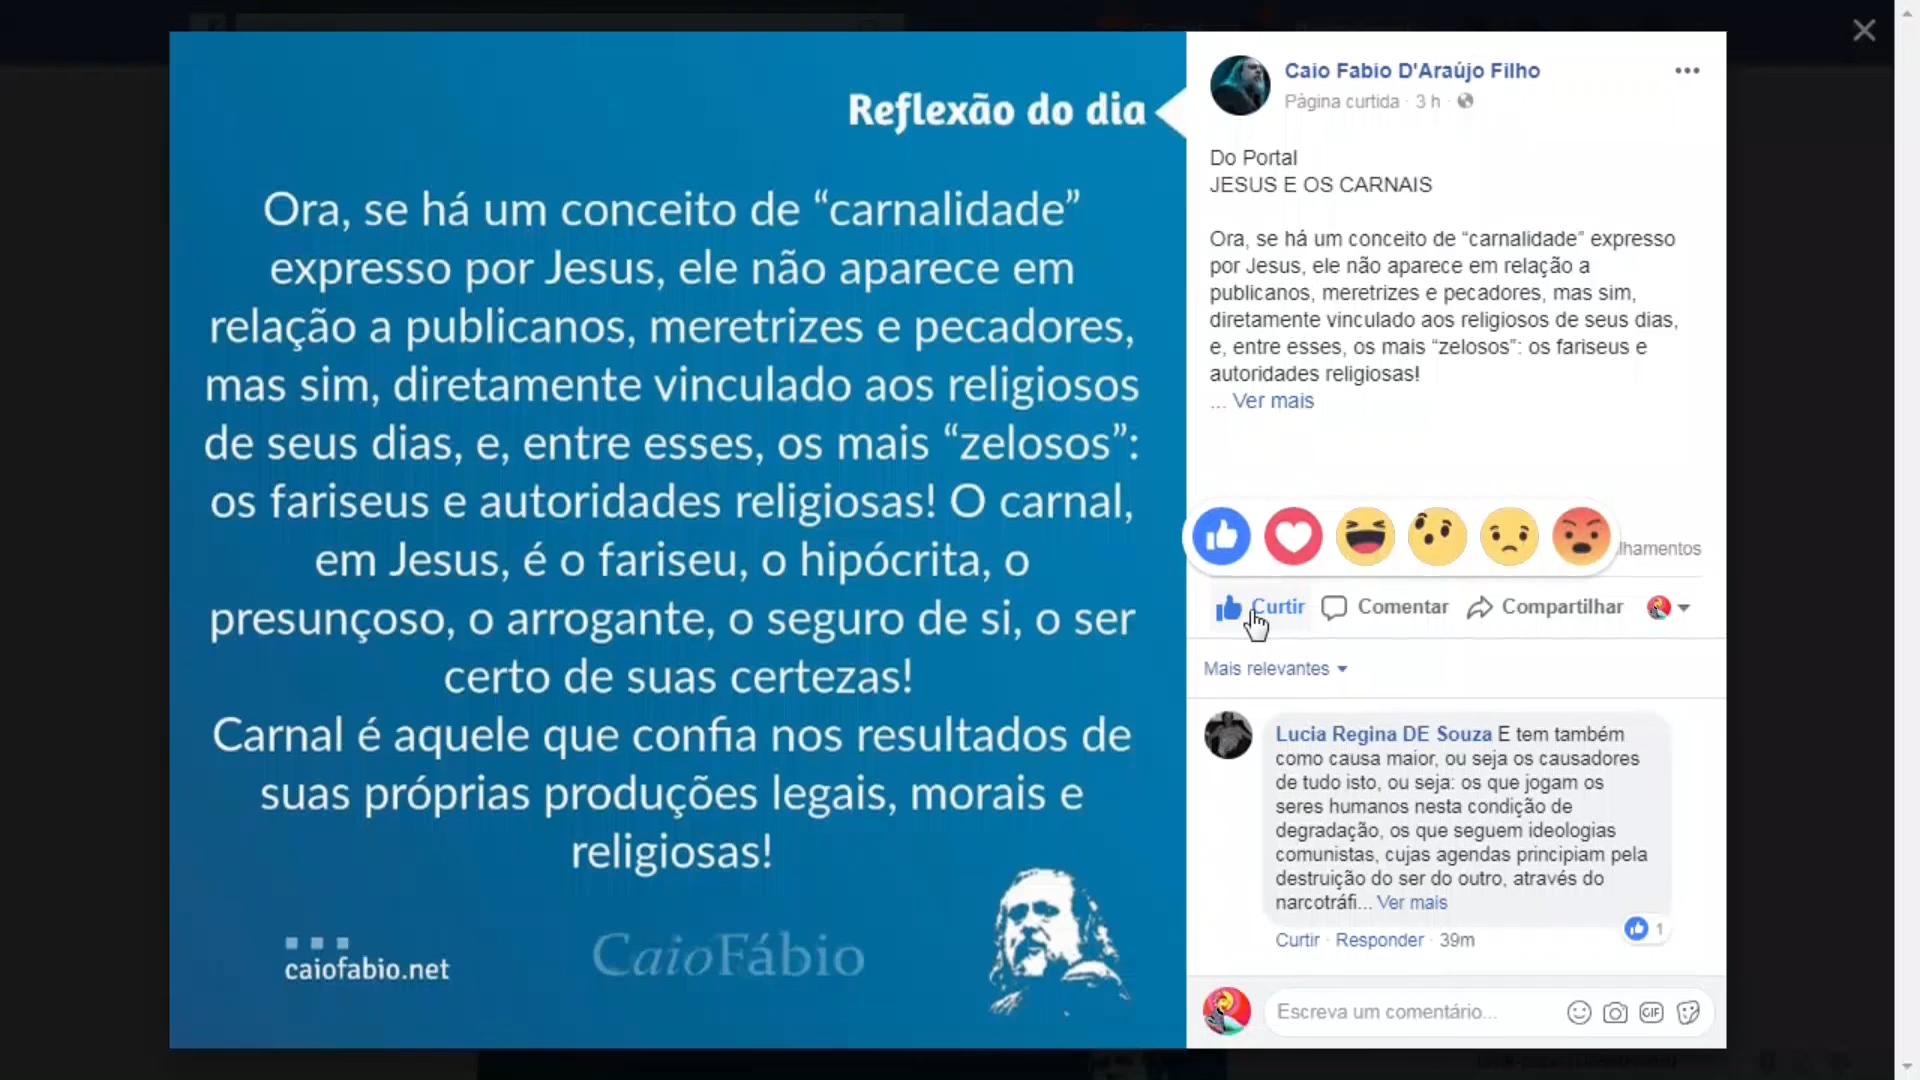 Reflexão do dia
Ora, se há um conceito de “carnalidade”
expresso por Jesus, ele não aparece em
relação a publicanos, meretrizes e pecadores,
mas sim, diretamente vinculado aos religiosos
de seus dias, e, entre esses, os mais “zelosos”:
os fariseus e autoridades religiosas! O carnal,
em Jesus, é o fariseu, o hipócrita, o
presunçoso, o arrogante, o seguro de si, o ser
certo de suas certezas!
Carnal é aquele que confia nos resultados de
suas próprias produções legais, morais e
religiosas!
caiofabio.net
CaioFábio
Caio Fabio D'Araújo Filho
Página curtida · 3 h ·
Do Portal
JESUS E OS CARNAIS
Ora, se há um conceito de “carnalidade” expresso
por Jesus, ele não aparece em relação a
publicanos, meretrizes e pecadores, mas sim,
diretamente vinculado aos religiosos de seus dias,
e, entre esses, os mais “zelosos”: os fariseus e
autoridades religiosas!
... Ver mais
lhamentos
Curtir Comentar Compartilhar
Mais relevantes
Lucia Regina DE Souza E tem também
como causa maior, ou seja os causadores
de tudo isto, ou seja: os que jogam os
seres humanos nesta condição de
degradação, os que seguem ideologias
comunistas, cujas agendas principiam pela
destruição do ser do outro, através do
narcotráfi... Ver mais
1
Curtir · Responder · 39m
Escreva um comentário...
GIF